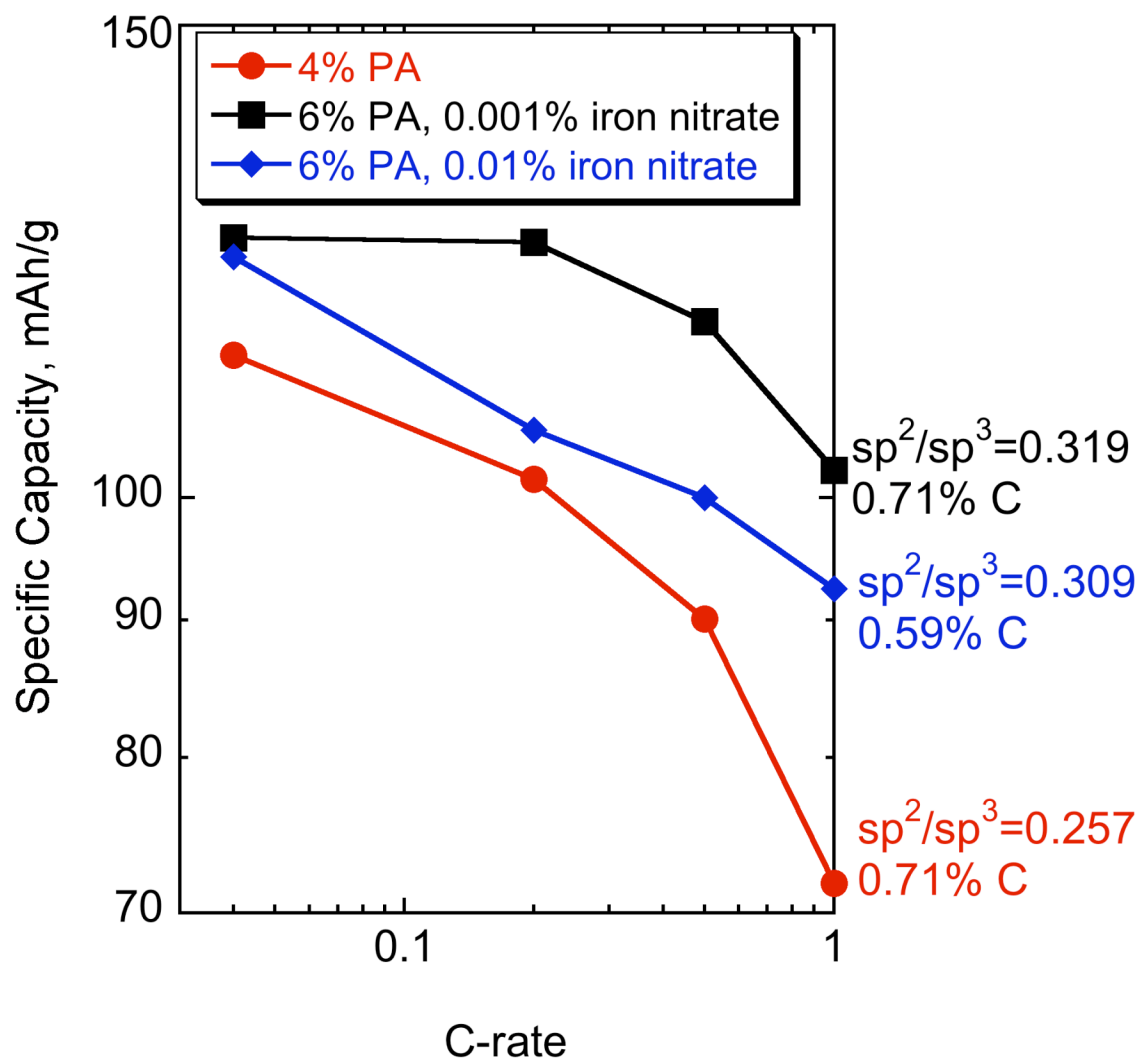 150
4% PA
6% PA, 0.001% iron nitrate
6% PA, 0.01% iron nitrate
Specific Capacity, mAh/g
sp²/sp³=0.319
0.71% C
100
sp²/sp³=0.309
0.59% C
90
80
sp²/sp³=0.257
0.71% C
70
0.1
1
C-rate